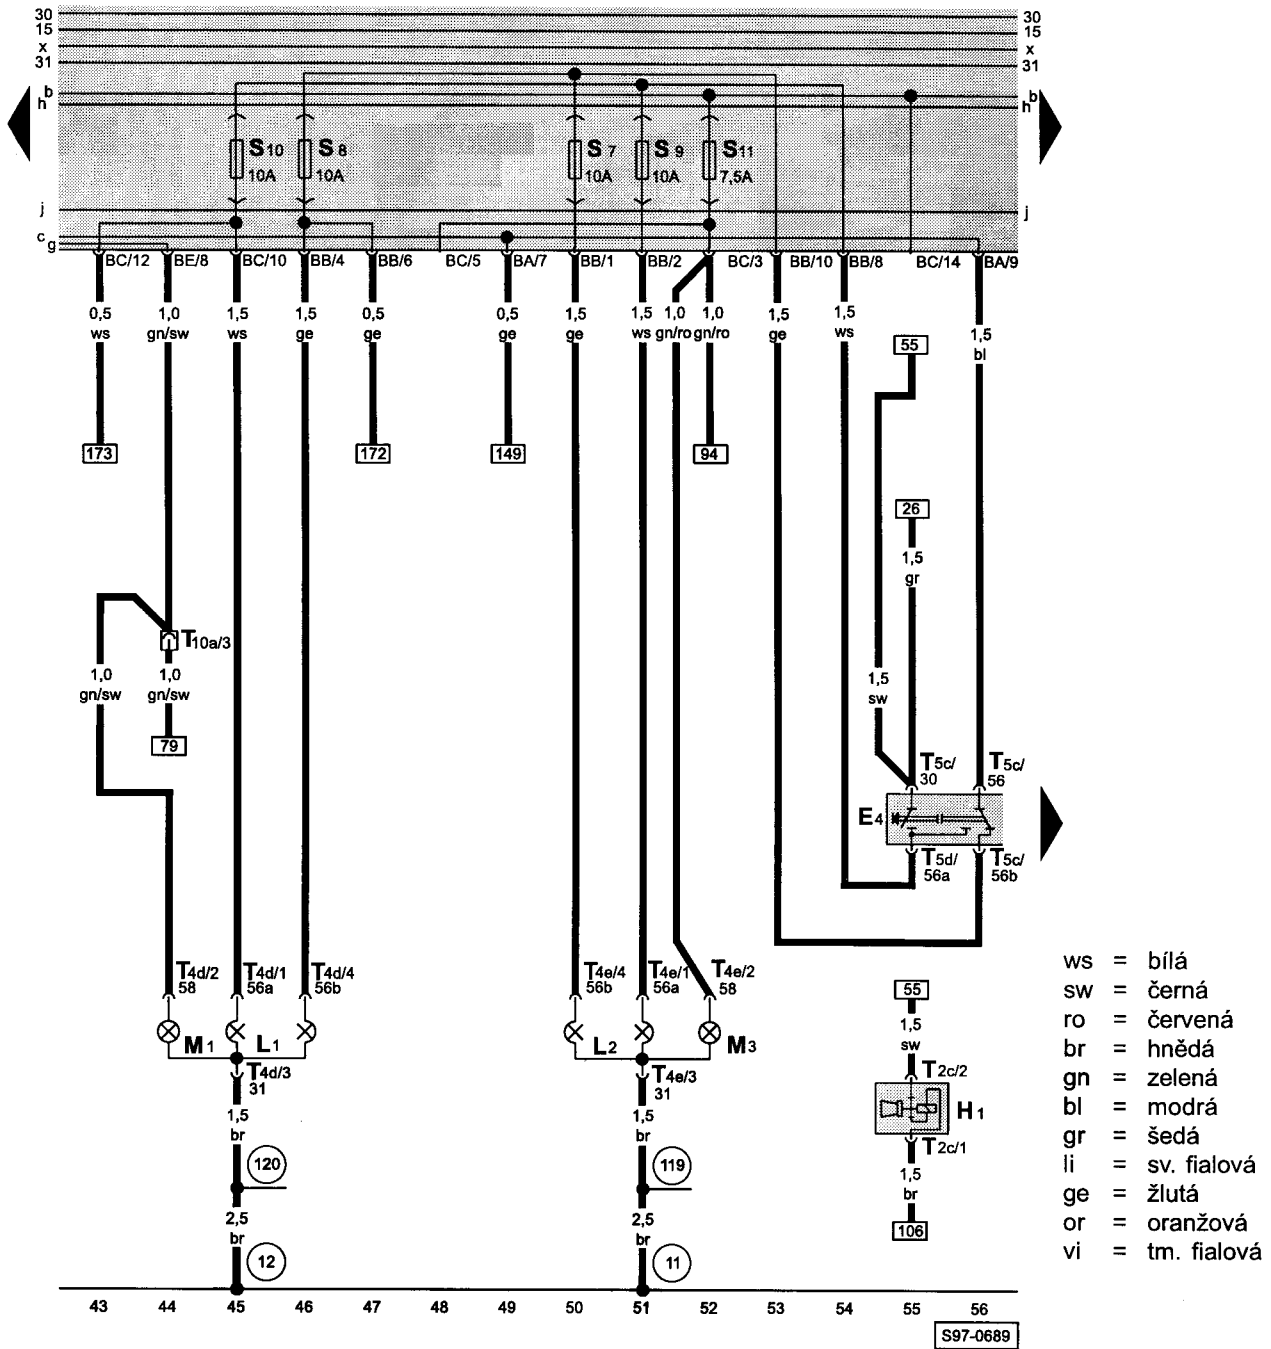 30 30
15 15
x x
31 31
b b
h h
S10 S8 S7 S9 S11
10A 10A 10A 10A 7,5A
j j
c
g
BC/12 BE/8 BC/10 BB/4 BB/6 BC/5 BA/7 BB/1 BB/2 BC/3 BB/10 BB/8 BC/14 BA/9
0,5 1,0 1,5 1,5 0,5 0,5 1,5 1,5 1,0 1,0 1,5 1,5
ws gn/sw ws ge ge ge ge ws gn/ro gn/ro ge ws
1,5
bl
55
173 172 149 94
26
1,5
gr
T10a/3
1,0 1,0
gn/sw gn/sw
1,5
sw
79
T5c/ T5c/
30 56
E4
T5d/ T5c/
56a 56b
T4d/2 T4d/1 T4d/4 T4e/4 T4e/1 T4e/2
58 56a 56b 56b 56a 58
M1 L1 L2 M3
T4d/3 T4e/3
31 31
1,5 1,5
br br
120 119
2,5 2,5
br br
12 11
55
1,5
sw
T2c/2
H1
T2c/1
1,5
br
106
ws = bílá
sw = černá
ro = červená
br = hnědá
gn = zelená
bl = modrá
gr = šedá
li = sv. fialová
ge = žlutá
or = oranžová
vi = tm. fialová
43 44 45 46 47 48 49 50 51 52 53 54 55 56
S97-0689